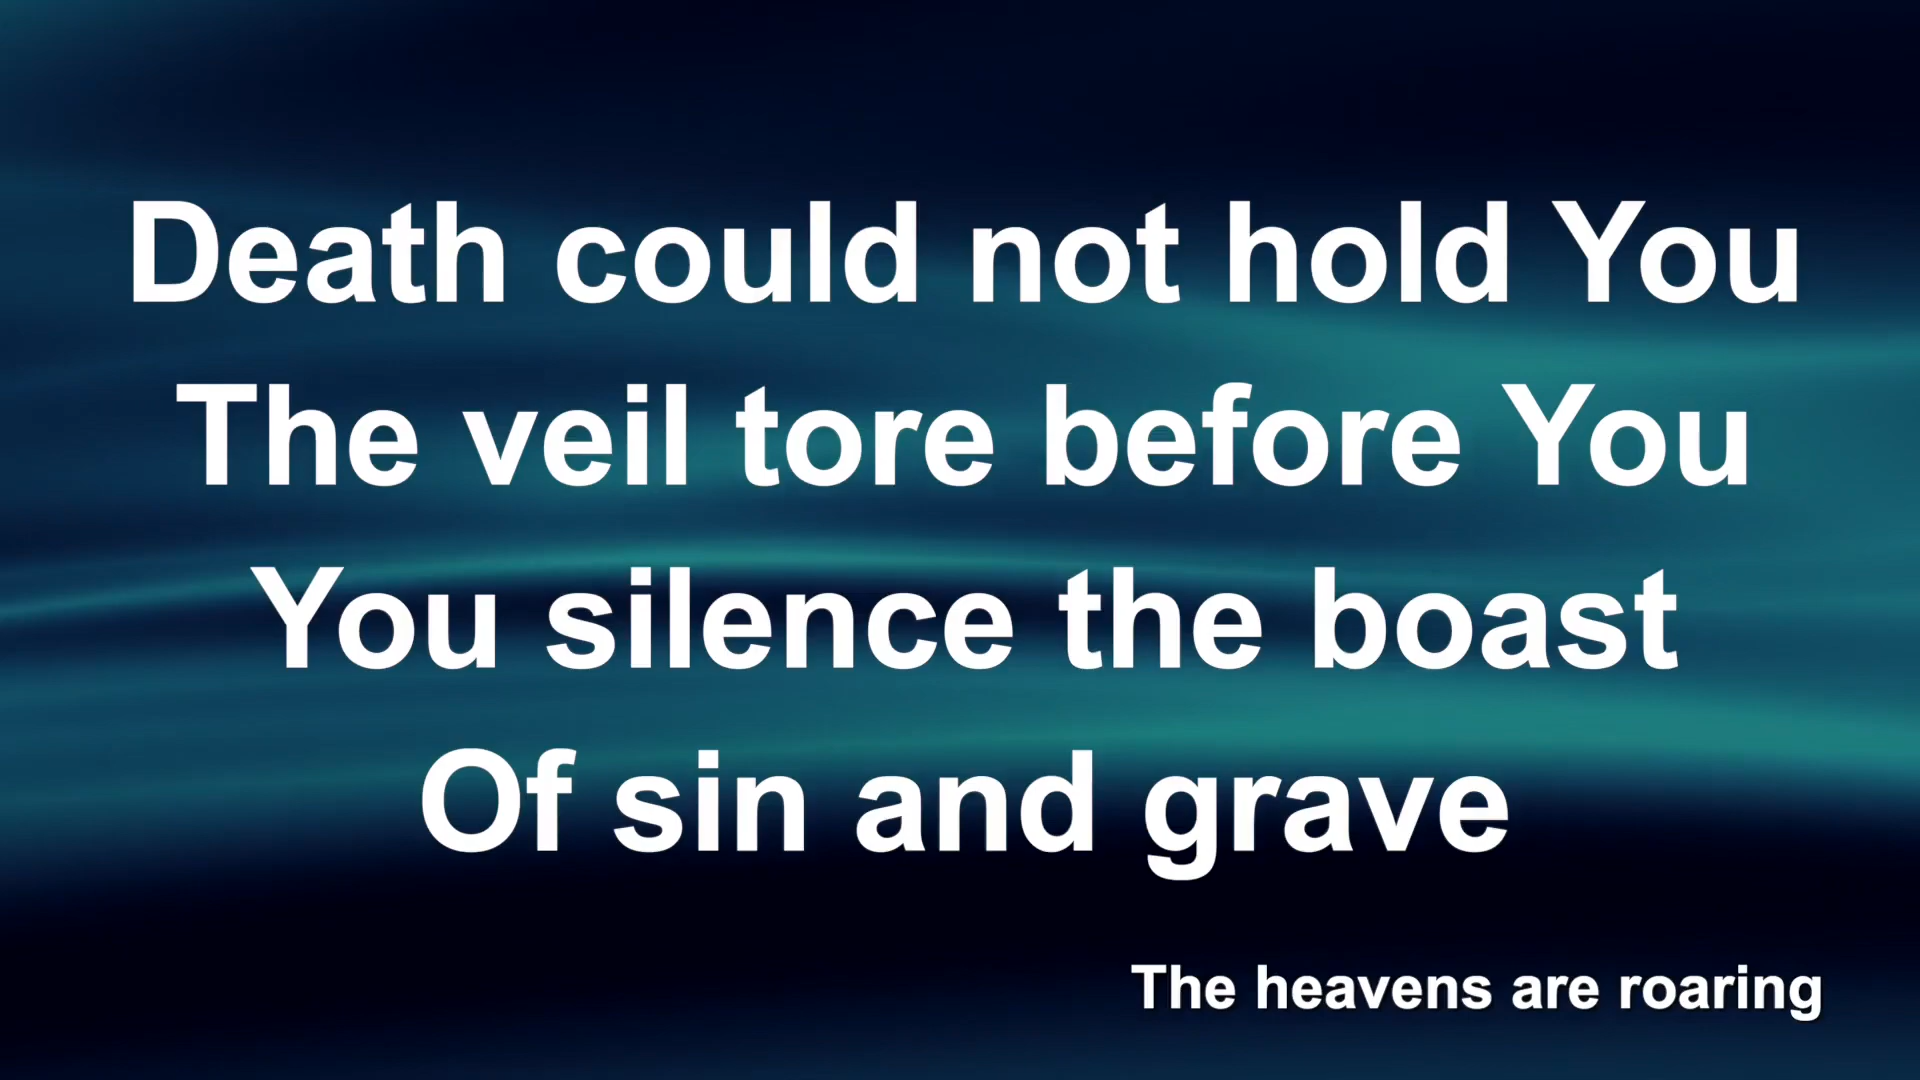 Death could not hold You
The veil tore before You
You silence the boast
Of sin and grave
The heavens are roaring